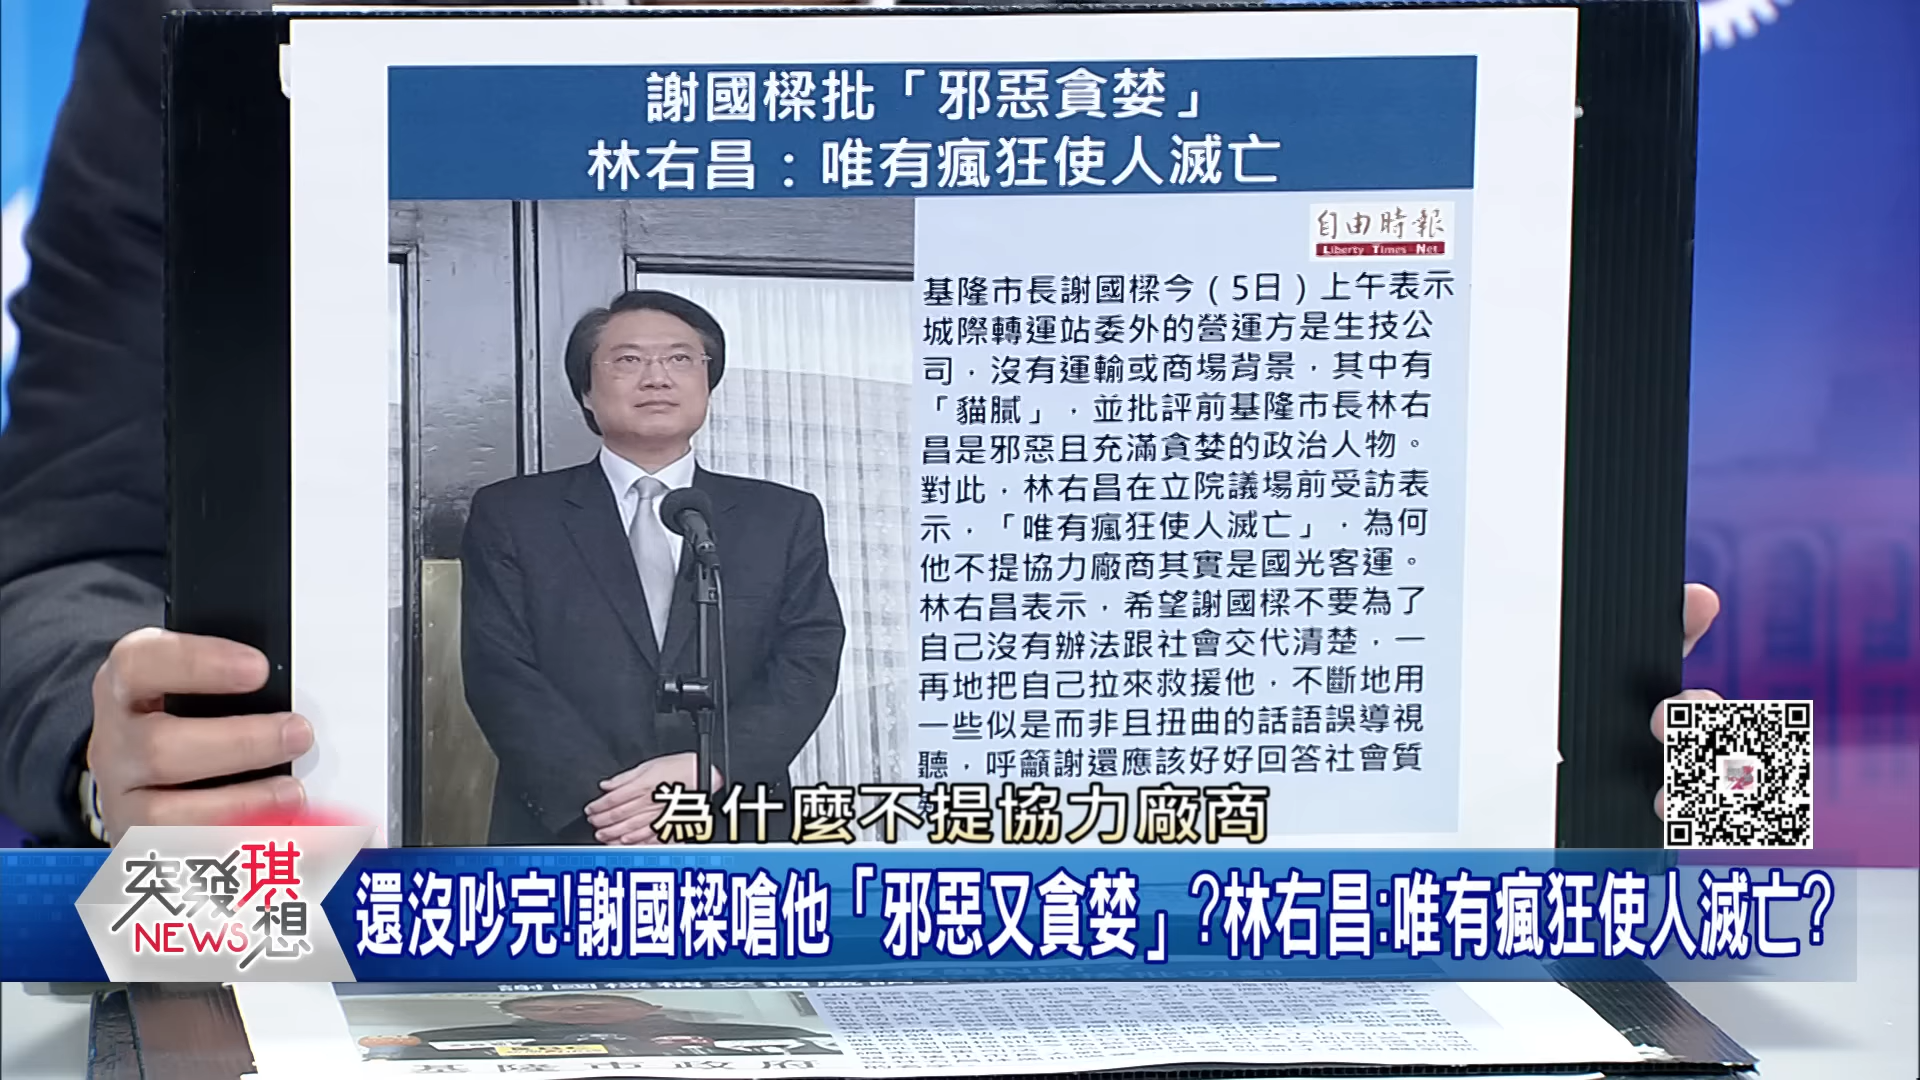 謝國樑批「邪惡貪婪」
林右昌：唯有瘋狂使人滅亡
自由時報
Liberty Times Net
基隆市長謝國樑今（5日）上午表示
城際轉運站委外的營運方是生技公
司，沒有運輸或商場背景，其中有
「貓膩」，並批評前基隆市長林右
昌是邪惡且充滿貪婪的政治人物。
對此，林右昌在立院議場前受訪表
示，「唯有瘋狂使人滅亡」，為何
他不提協力廠商其實是國光客運。
林右昌表示，希望謝國樑不要為了
自己沒有辦法跟社會交代清楚，一
再地把自己拉來救援他，不斷地用
一些似是而非且扭曲的話語誤導視
聽，呼籲謝還應該好好回答社會質
為什麼不提協力廠商
突發琪想
NEWS
還沒吵完!謝國樑嗆他「邪惡又貪婪」?林右昌:唯有瘋狂使人滅亡?
基隆市政府